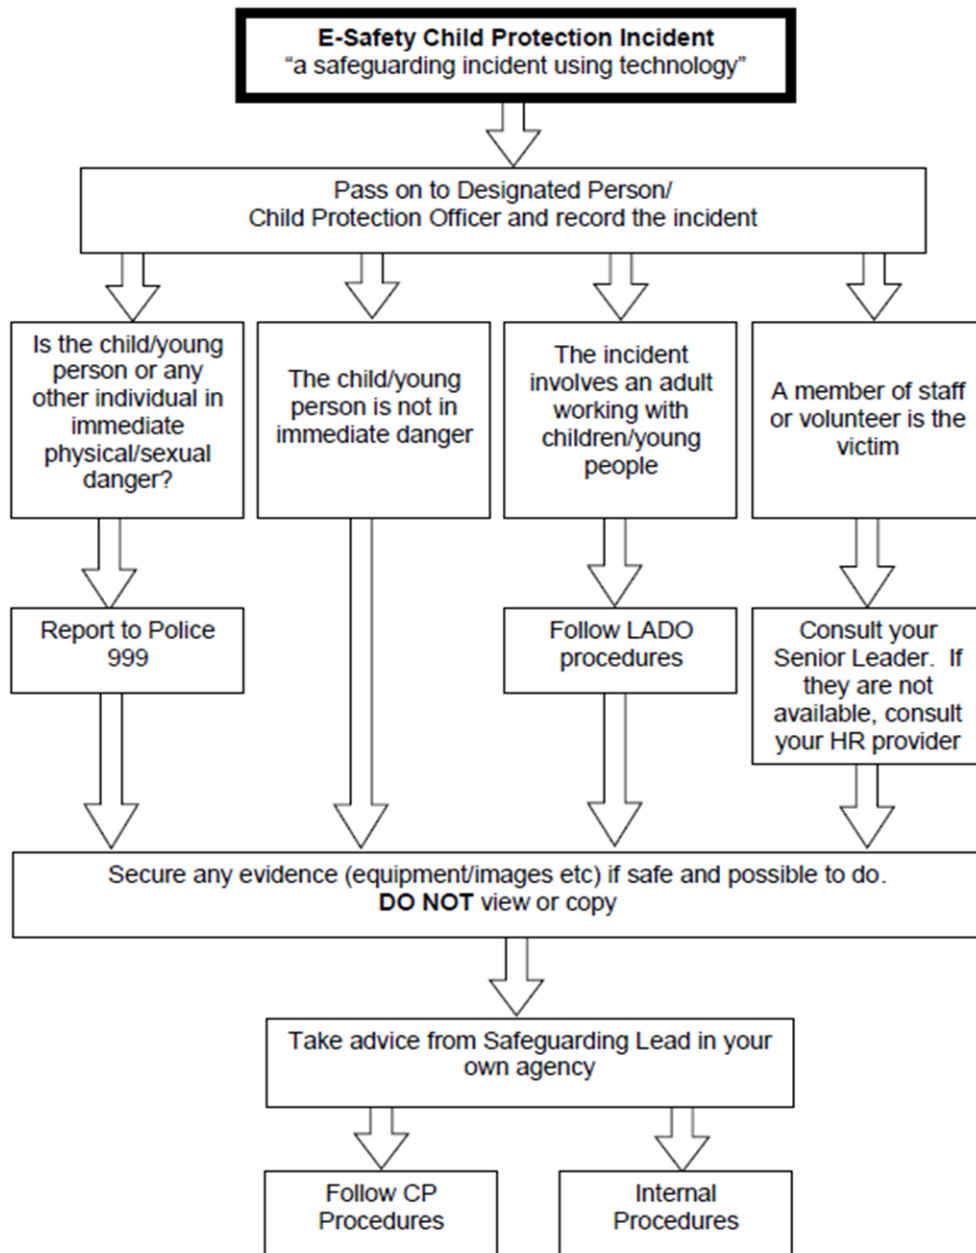 E-Safety Child Protection Incident
“a safeguarding incident using technology”
Pass on to Designated Person/
Child Protection Officer and record the incident
Is the child/young
person or any
other individual in
immediate
physical/sexual
danger?
The child/young
person is not in
immediate danger
The incident
involves an adult
working with
children/young
people
A member of staff
or volunteer is the
victim
Report to Police
999
Follow LADO
procedures
Consult your
Senior Leader.  If
they are not
available, consult
your HR provider
Secure any evidence (equipment/images etc) if safe and possible to do.
DO NOT view or copy
Take advice from Safeguarding Lead in your
own agency
Follow CP
Procedures
Internal
Procedures